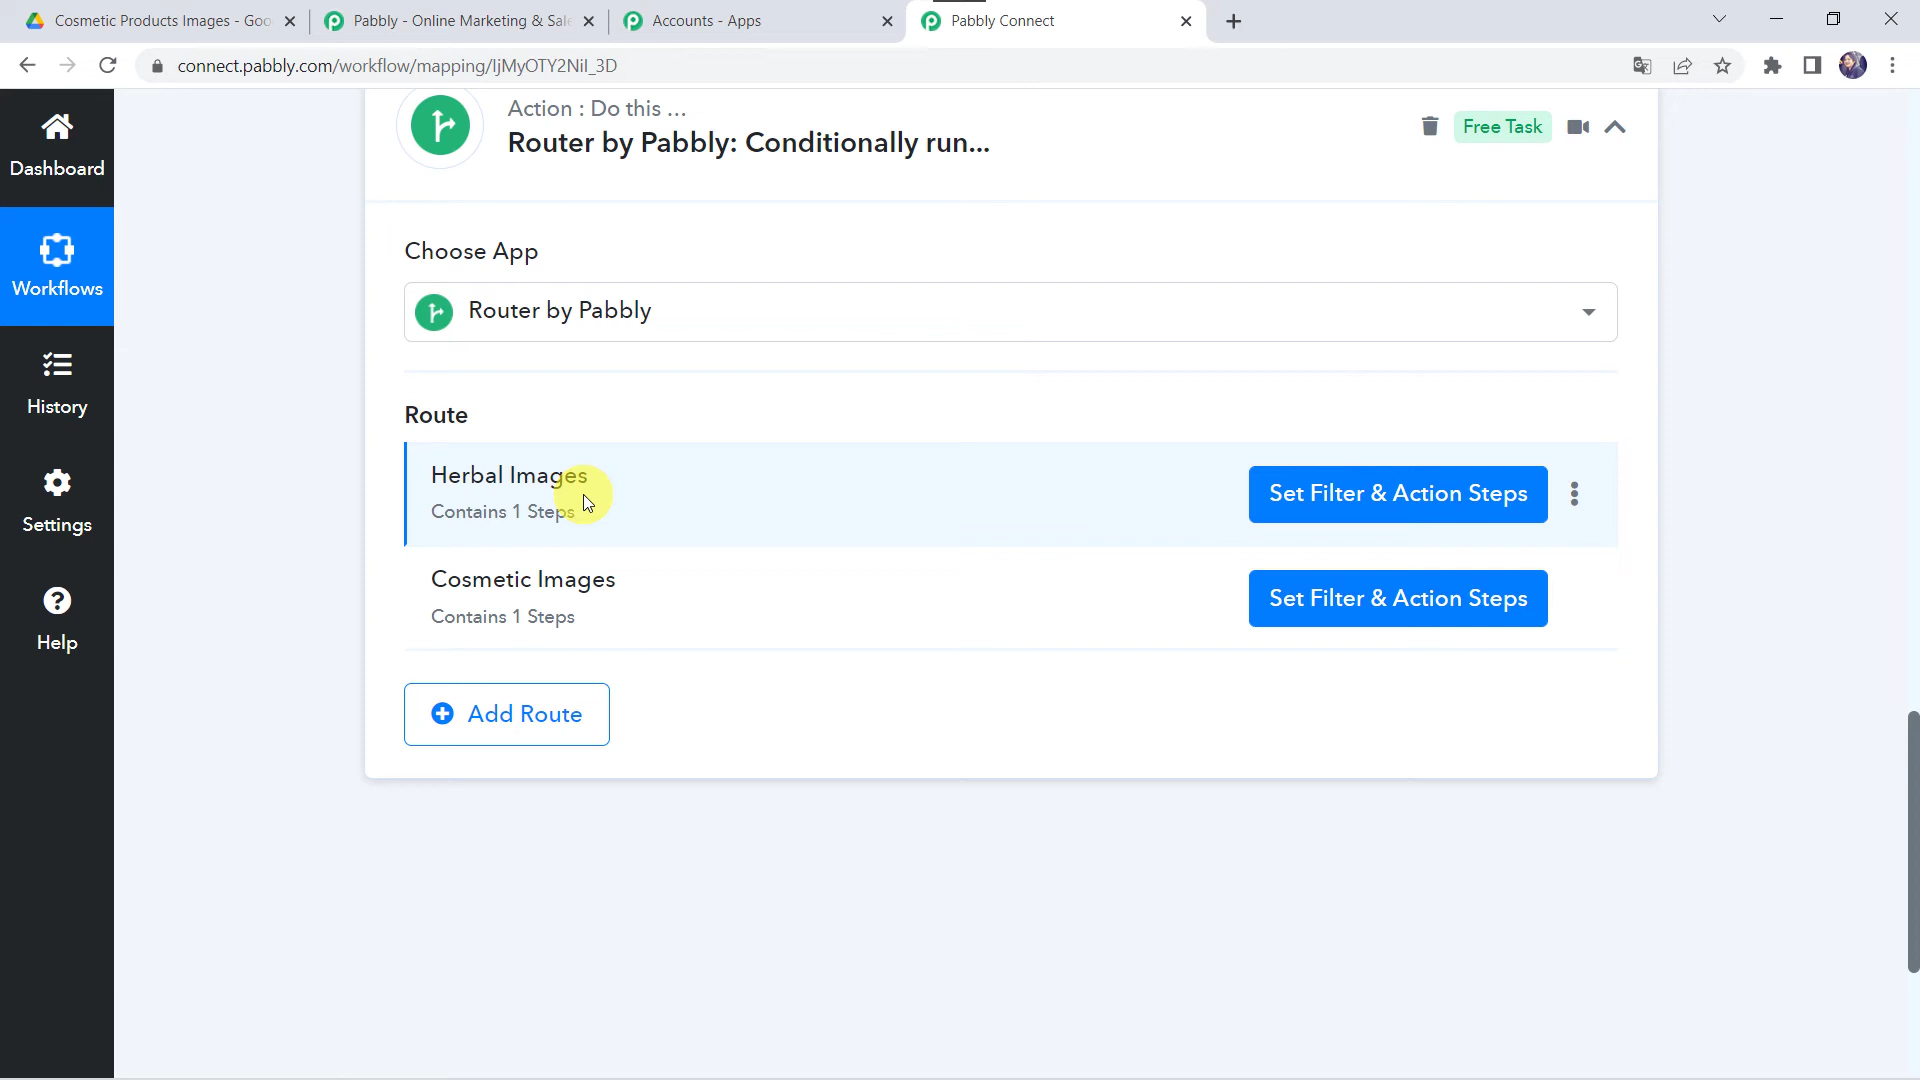 Cosmetic Products Images - Goo
Pabbly - Online Marketing & Sale
Accounts - Apps
Pabbly Connect
connect.pabbly.com/workflow/mapping/IjMyOTY2NiI_3D
Dashboard
Workflows
History
Settings
Help
Action : Do this ...
Router by Pabbly: Conditionally run...
Free Task
Choose App
Router by Pabbly
Route
Herbal Images
Contains 1 Steps
Set Filter & Action Steps
Cosmetic Images
Contains 1 Steps
Set Filter & Action Steps
Add Route